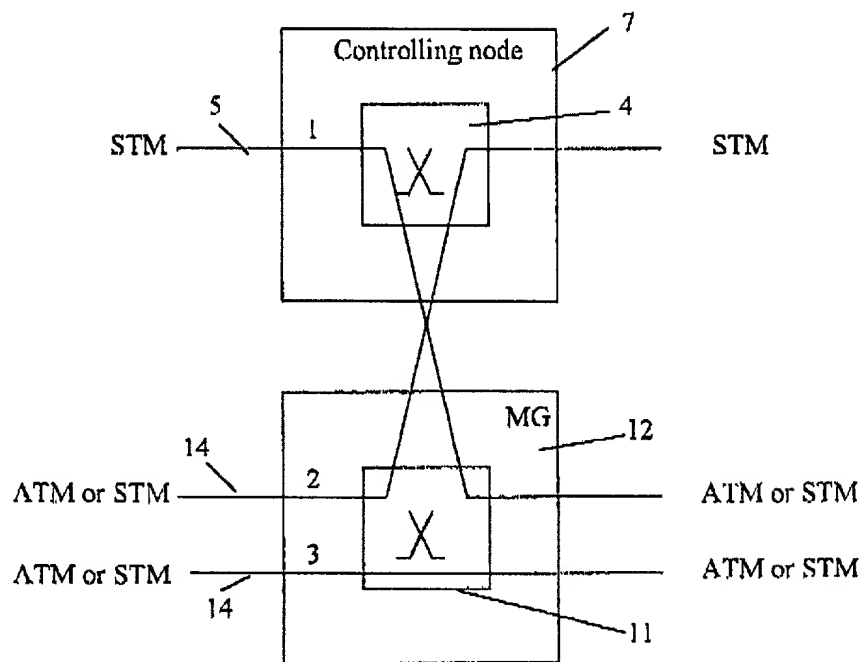 7
Controlling node
5
1
4
STM
STM
MG
12
14
2
ATM or STM
ATM or STM
3
ATM or STM
ATM or STM
14
11